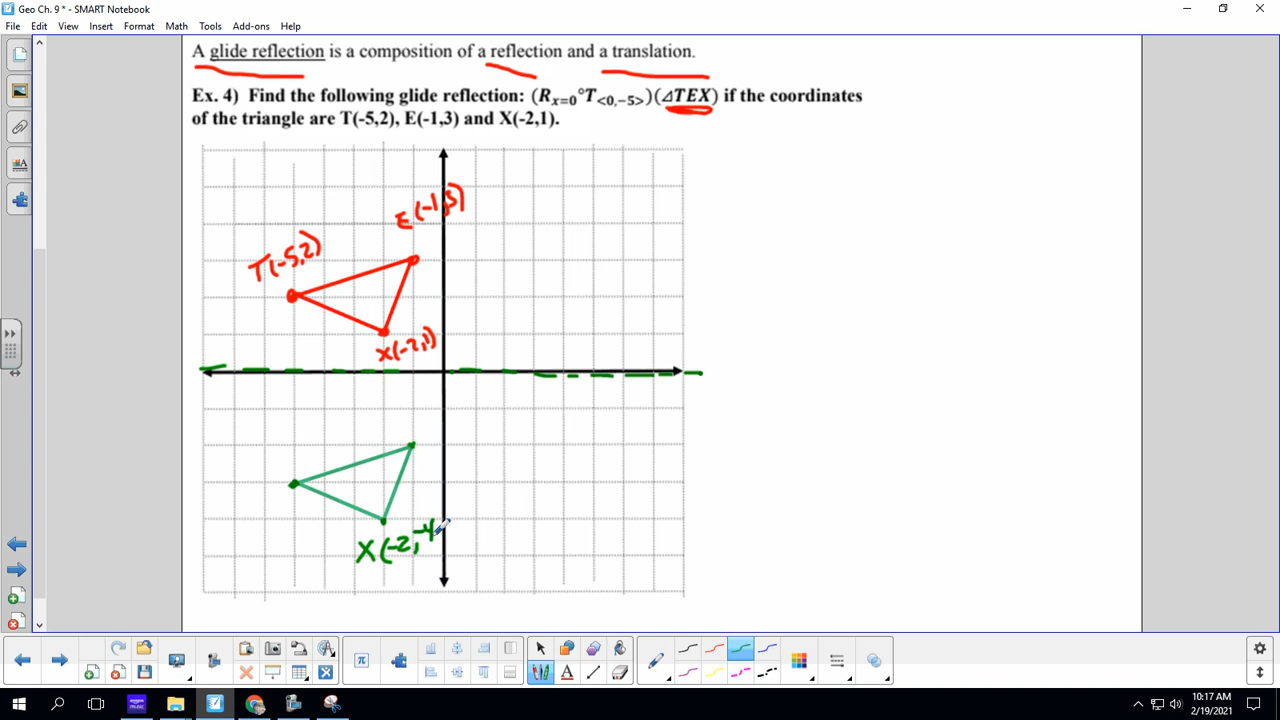 Geo Ch. 9 * - SMART Notebook
File Edit View Insert Format Math Tools Add-ons Help
A glide reflection is a composition of a reflection and a translation.
Ex. 4) Find the following glide reflection: (Rx=0°T<0,−5>)(⊿TEX) if the coordinates
of the triangle are T(-5,2), E(-1,3) and X(-2,1).
E(-1,3)
T(-5,2)
X(-2,1)
X(-2,-4
10:17 AM
2/19/2021